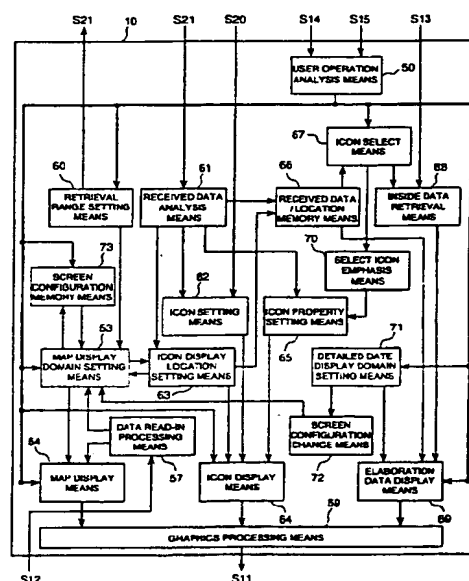 S21
S21
S20
S14
S15
S13
10
USER OPERATION
ANALYSIS MEANS
50
67
ICON SELECT
MEANS
60
RETRIEVAL
RANGE SETTING
MEANS
61
RECEIVED DATA
ANALYSIS
MEANS
66
RECEIVED DATA
/ LOCATION
MEMORY MEANS
68
INSIDE DATA
RETRIEVAL
MEANS
73
SCREEN
CONFIGURATION
MEMORY MEANS
70
SELECT ICON
EMPHASIS
MEANS
62
ICON SETTING
MEANS
ICON PROPERTY
SETTING MEANS
65
71
53
MAP DISPLAY
DOMAIN SETTING
MEANS
ICON DISPLAY
LOCATION
SETTING MEANS
63
DETAILED DATE
DISPLAY DOMAIN
SETTING MEANS
DATA READ-IN
PROCESSING
MEANS
57
SCREEN
CONFIGURATION
CHANGE MEANS
72
54
MAP DISPLAY
MEANS
ICON DISPLAY
MEANS
64
ELABORATION
DATA DISPLAY
MEANS
69
59
GRAPHICS PROCESSING MEANS
S12
S11